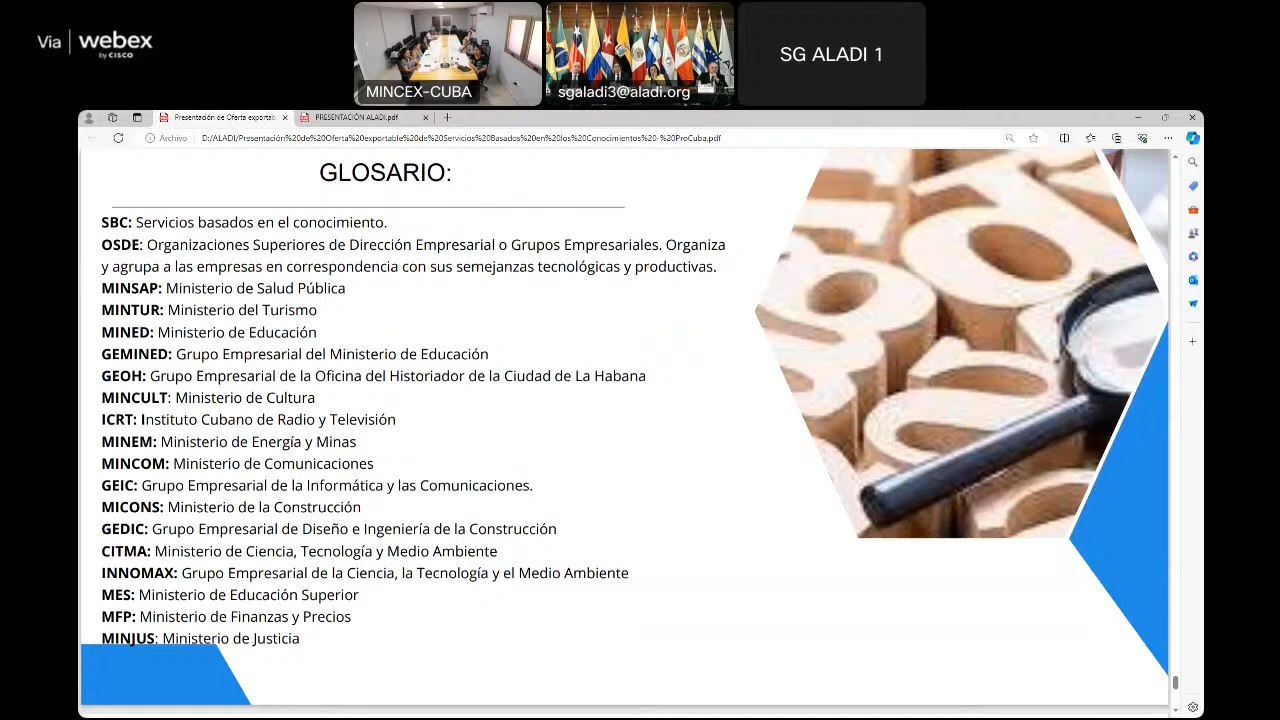 Via webex
by CISCO
MINCEX-CUBA
sgaladi3@aladi.org
SG ALADI 1
Presentación de Oferta exportab
PRESENTACIÓN ALADI.pdf
Archivo
D:/ALADI/Presentación%20de%20Oferta%20exportable%20de%20Servicios%20Basados%20en%20los%20Conocimientos%20-%20ProCuba.pdf
GLOSARIO:
SBC: Servicios basados en el conocimiento.
OSDE: Organizaciones Superiores de Dirección Empresarial o Grupos Empresariales. Organiza
y agrupa a las empresas en correspondencia con sus semejanzas tecnológicas y productivas.
MINSAP: Ministerio de Salud Pública
MINTUR: Ministerio del Turismo
MINED: Ministerio de Educación
GEMINED: Grupo Empresarial del Ministerio de Educación
GEOH: Grupo Empresarial de la Oficina del Historiador de la Ciudad de La Habana
MINCULT: Ministerio de Cultura
ICRT: Instituto Cubano de Radio y Televisión
MINEM: Ministerio de Energía y Minas
MINCOM: Ministerio de Comunicaciones
GEIC: Grupo Empresarial de la Informática y las Comunicaciones.
MICONS: Ministerio de la Construcción
GEDIC: Grupo Empresarial de Diseño e Ingeniería de la Construcción
CITMA: Ministerio de Ciencia, Tecnología y Medio Ambiente
INNOMAX: Grupo Empresarial de la Ciencia, la Tecnología y el Medio Ambiente
MES: Ministerio de Educación Superior
MFP: Ministerio de Finanzas y Precios
MINJUS: Ministerio de Justicia